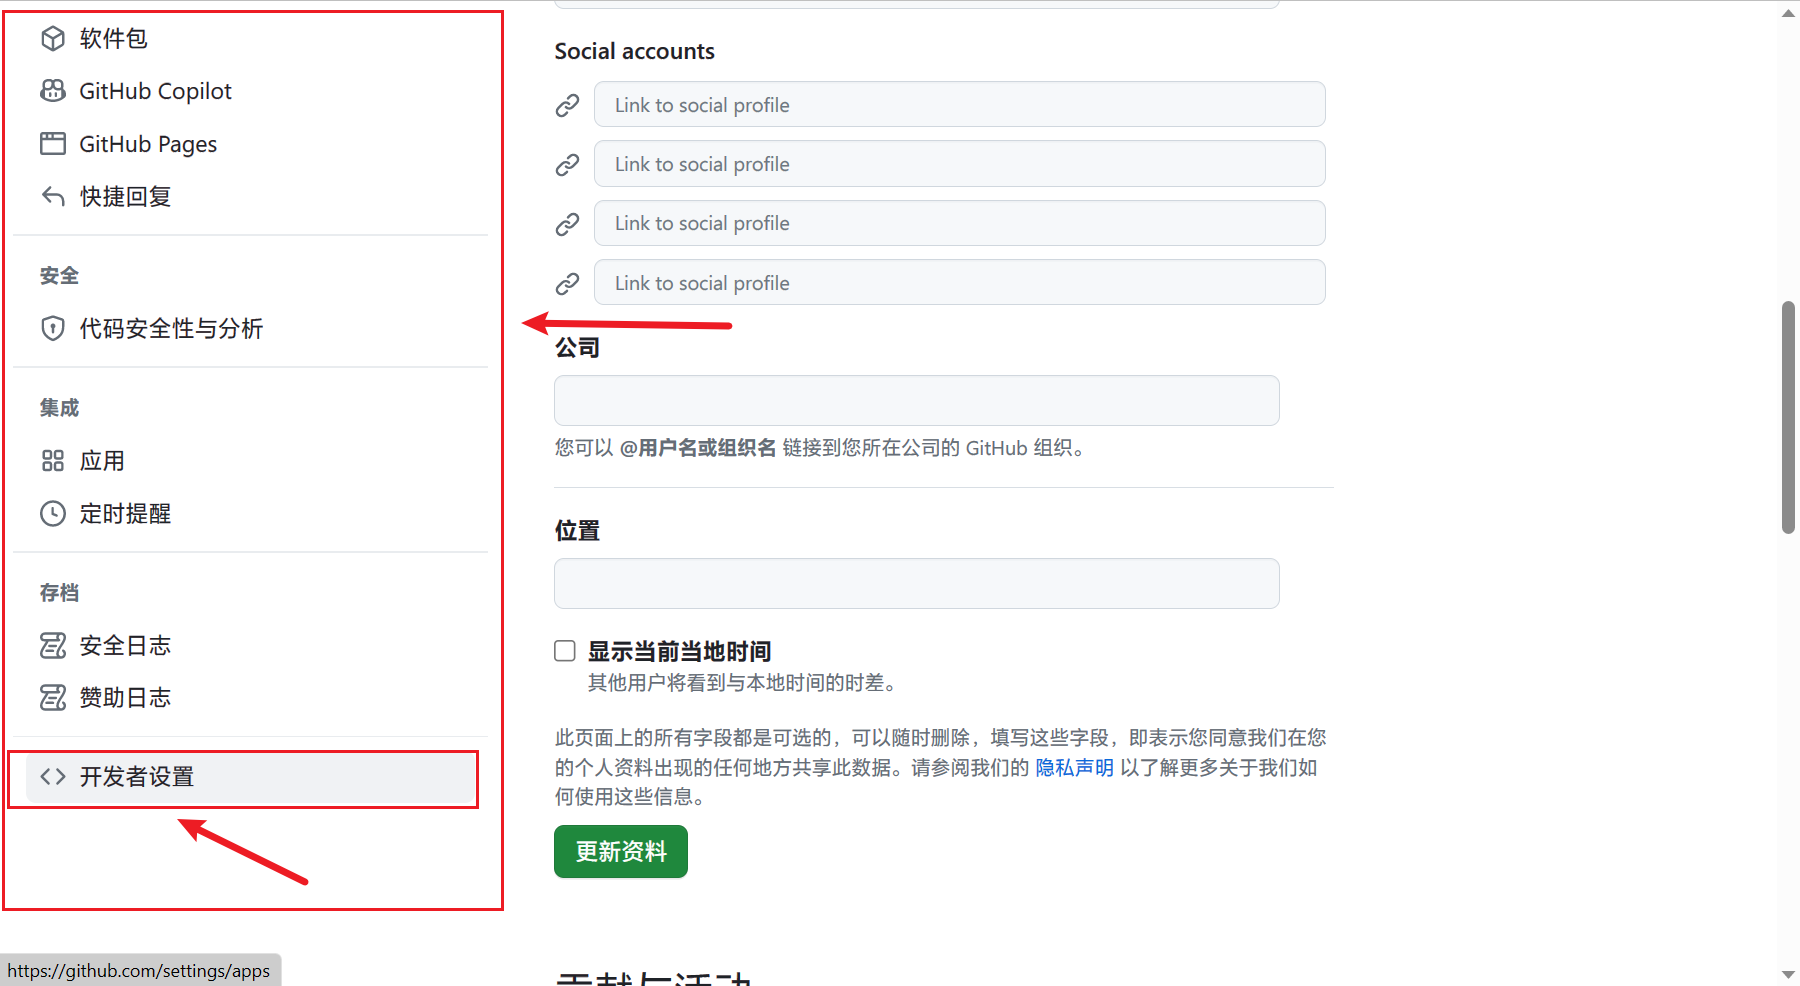 软件包
GitHub Copilot
GitHub Pages
快捷回复
安全
代码安全性与分析
集成
应用
定时提醒
存档
安全日志
赞助日志
开发者设置
https://github.com/settings/apps
Social accounts
Link to social profile
Link to social profile
Link to social profile
Link to social profile
公司
您可以 @用户名或组织名 链接到您所在公司的 GitHub 组织。
位置
显示当前当地时间
其他用户将看到与本地时间的时差。
此页面上的所有字段都是可选的，可以随时删除，填写这些字段，即表示您同意我们在您
的个人资料出现的任何地方共享此数据。请参阅我们的 隐私声明 以了解更多关于我们如
何使用这些信息。
更新资料
贡献与活动